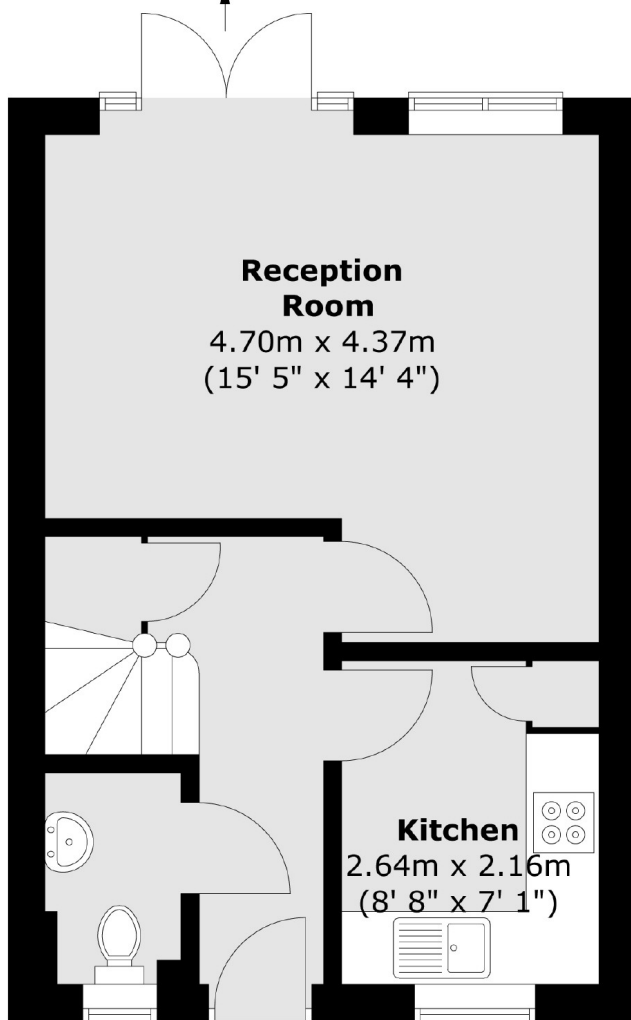 Reception
Room
4.70m x 4.37m
(15' 5" x 14' 4")
Kitchen
2.64m x 2.16m
(8' 8" x 7' 1")